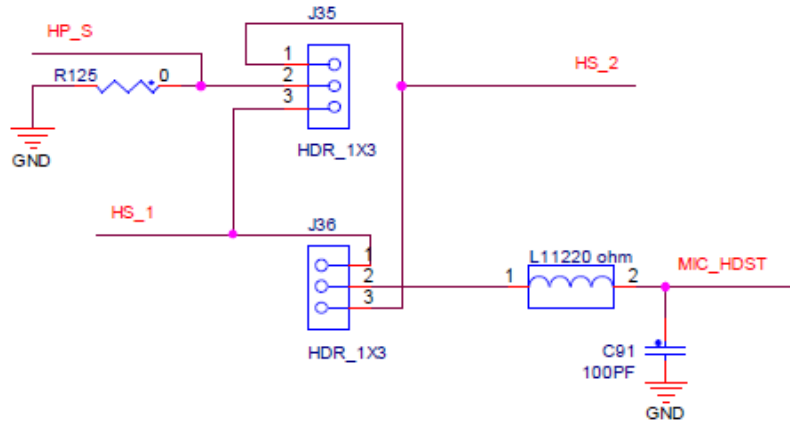 J35
HP_S
1
R125 0 2 HS_2
3
GND
HDR_1X3
HS_1 J36
1
L11220 ohm MIC_HDST
2 1 2
3
HDR_1X3 C91
100PF
GND